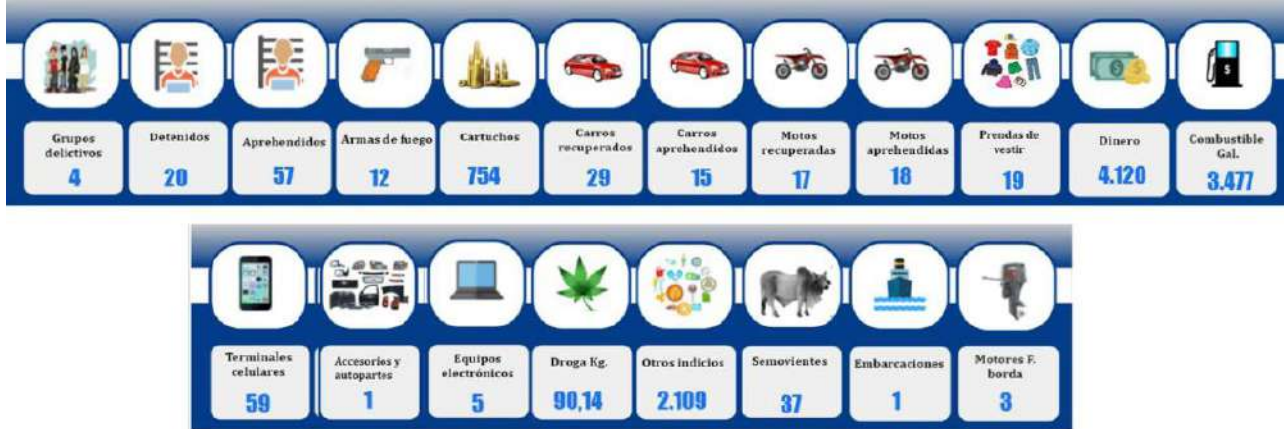 Grupos delictivos
4
Detenidos
20
Aprehendidos
57
Armas de fuego
12
Cartuchos
754
Carros recuperados
29
Carros aprehendidos
15
Motos recuperadas
17
Motos aprehendidas
18
Prendas de vestir
19
Dinero
4.120
Combustible Gal.
3.477
Terminales celulares
59
Accesorios y autopartes
1
Equipos electrónicos
5
Droga Kg.
90,14
Otros indicios
2.109
Semovientes
37
Embarcaciones
1
Motores F. borda
3